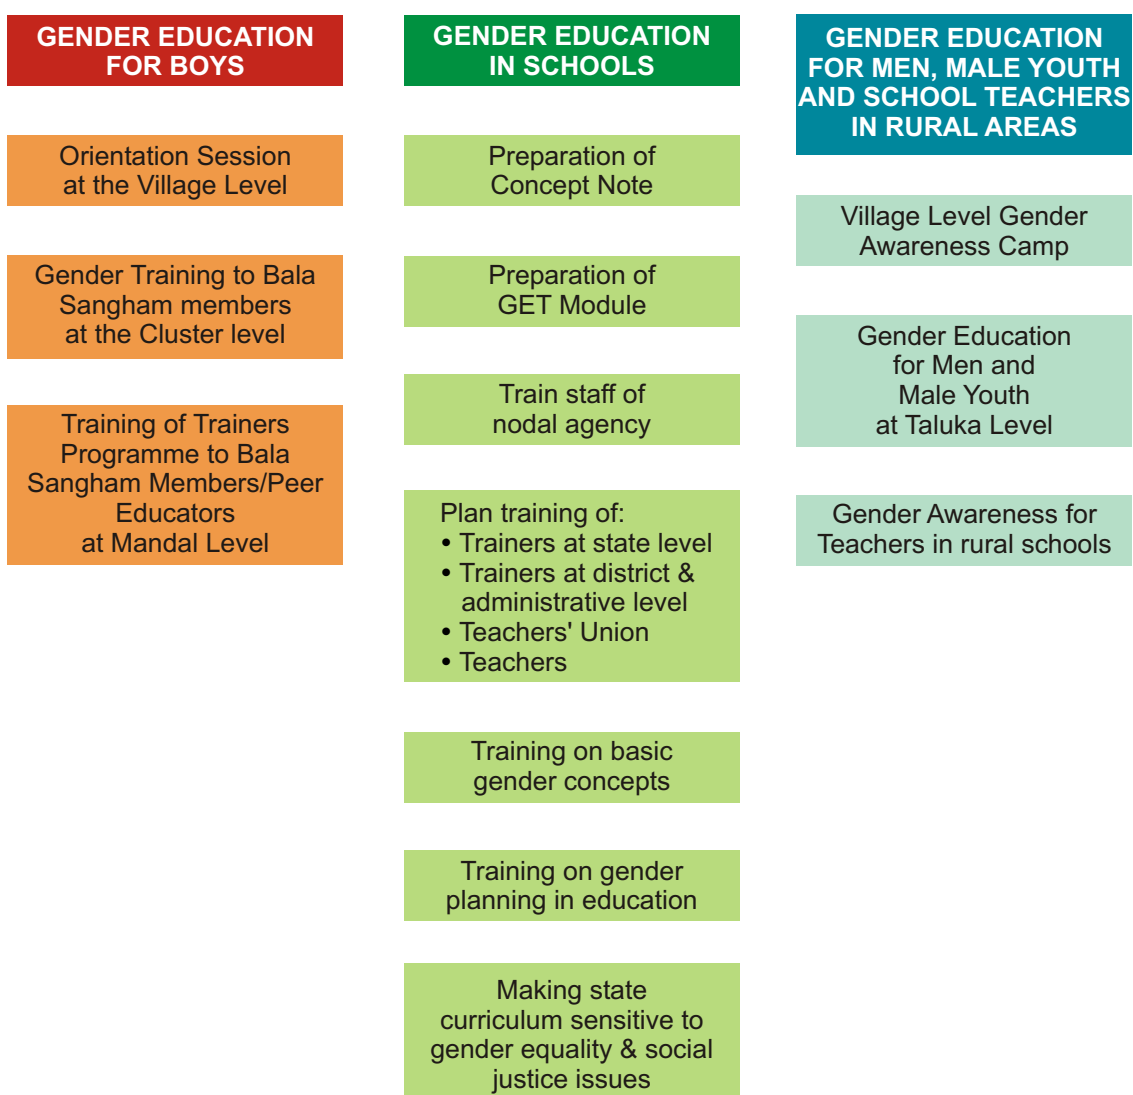 GENDER EDUCATION
FOR BOYS
Orientation Session
at the Village Level
Gender Training to Bala
Sangham members
at the Cluster level
Training of Trainers
Programme to Bala
Sangham Members/Peer
Educators
at Mandal Level
GENDER EDUCATION
IN SCHOOLS
Preparation of
Concept Note
Preparation of
GET Module
Train staff of
nodal agency
Plan training of:
• Trainers at state level
• Trainers at district &
administrative level
• Teachers' Union
• Teachers
Training on basic
gender concepts
Training on gender
planning in education
Making state
curriculum sensitive to
gender equality & social
justice issues
GENDER EDUCATION
FOR MEN, MALE YOUTH
AND SCHOOL TEACHERS
IN RURAL AREAS
Village Level Gender
Awareness Camp
Gender Education
for Men and
Male Youth
at Taluka Level
Gender Awareness for
Teachers in rural schools